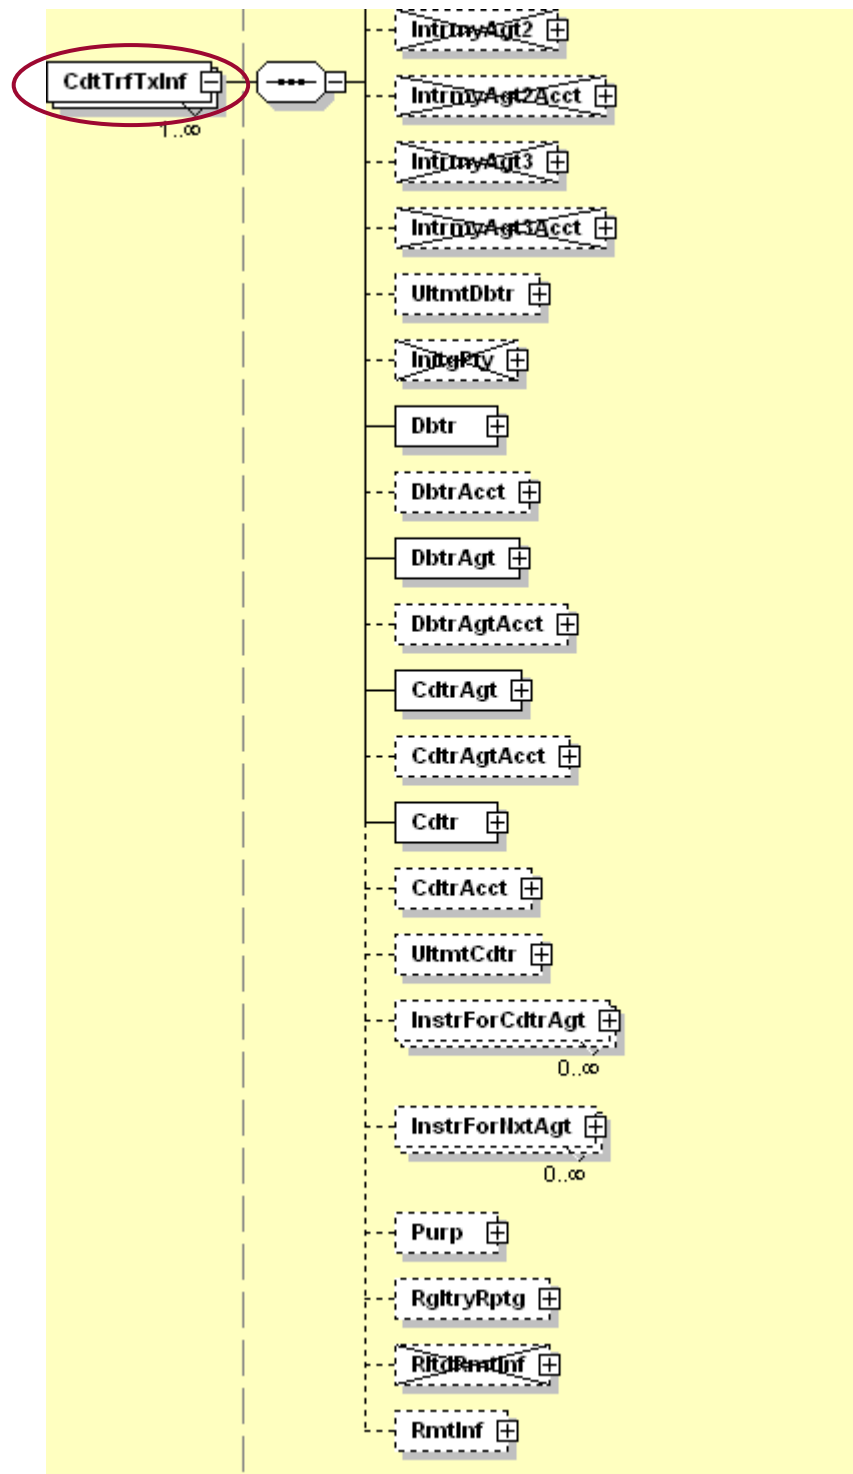 IntrmyAgt2
CdtTrfTxInf
IntrmyAgt2Acct
1..∞
IntrmyAgt3
IntrmyAgt3Acct
UltmtDbtr
InitgPty
Dbtr
DbtrAcct
DbtrAgt
DbtrAgtAcct
CdtrAgt
CdtrAgtAcct
Cdtr
CdtrAcct
UltmtCdtr
InstrForCdtrAgt
0..∞
InstrForNxtAgt
0..∞
Purp
RgltryRptg
RltdRmtInf
RmtInf